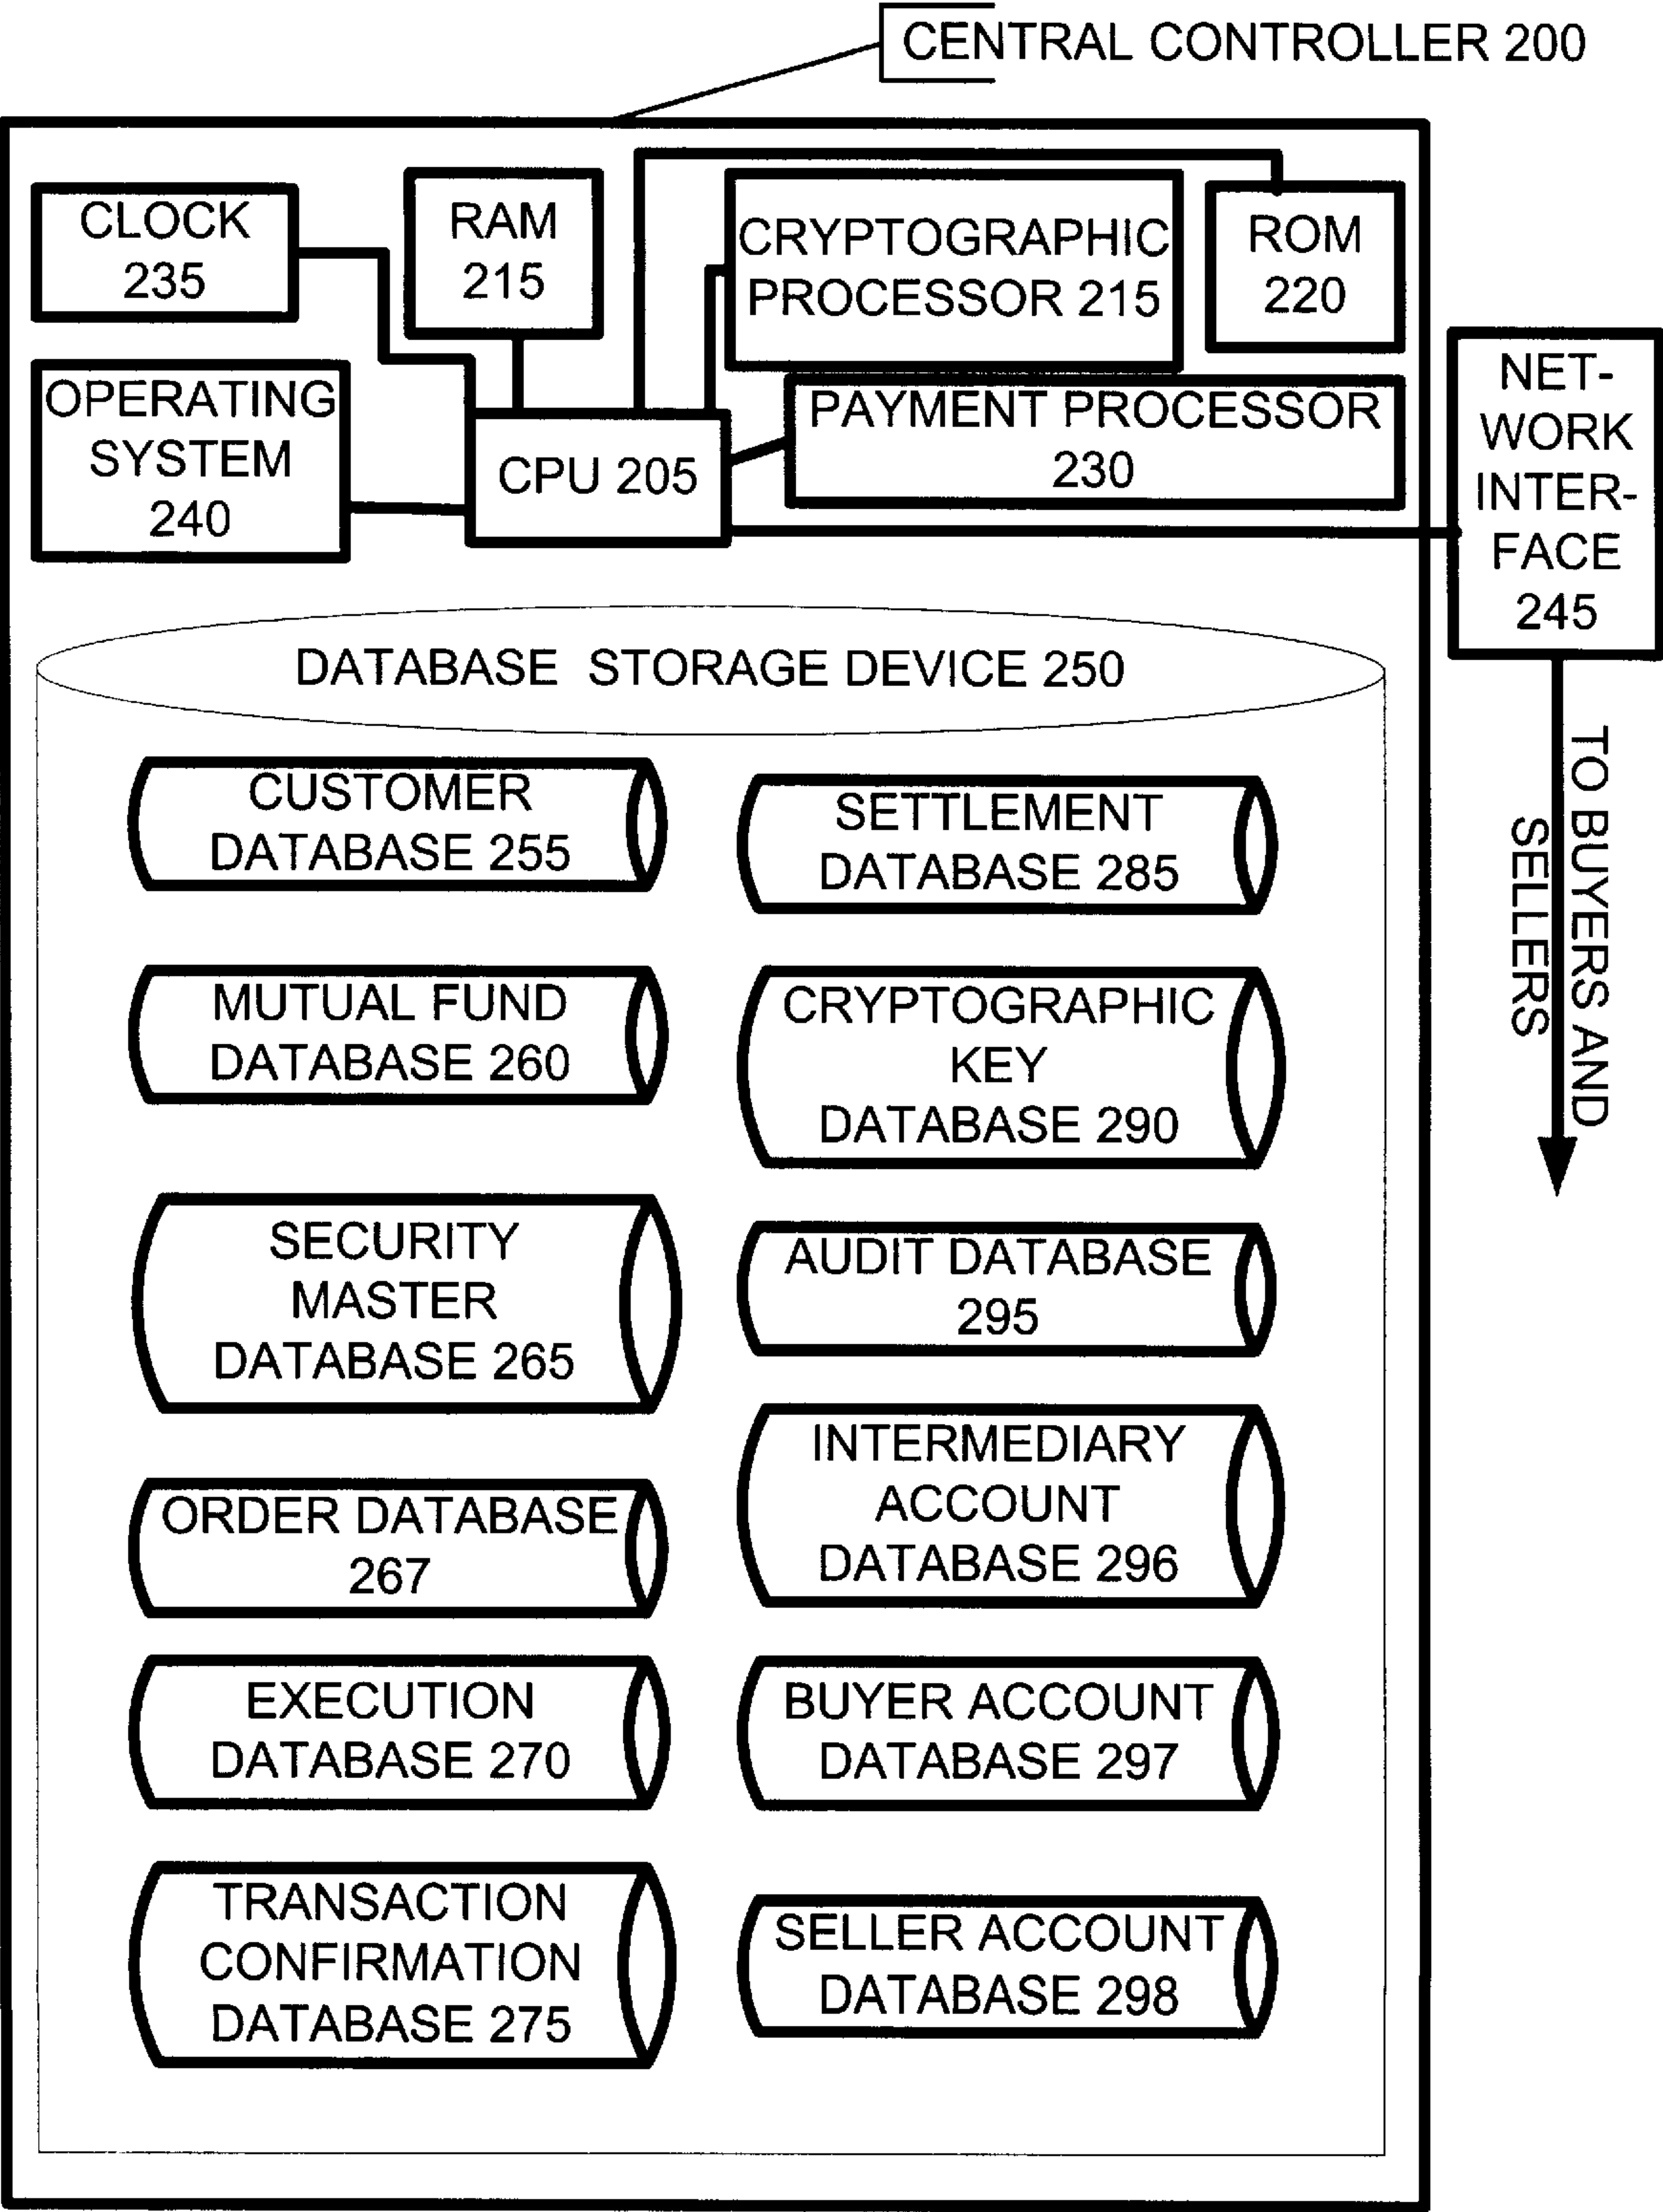 CENTRAL CONTROLLER 200
CLOCK
235
RAM
215
CRYPTOGRAPHIC
PROCESSOR 215
ROM
220
OPERATING
SYSTEM
240
CPU 205
PAYMENT PROCESSOR
230
NET-
WORK
INTER-
FACE
245
TO BUYERS AND
SELLERS
DATABASE STORAGE DEVICE 250
CUSTOMER
DATABASE 255
SETTLEMENT
DATABASE 285
MUTUAL FUND
DATABASE 260
CRYPTOGRAPHIC
KEY
DATABASE 290
SECURITY
MASTER
DATABASE 265
AUDIT DATABASE
295
ORDER DATABASE
267
INTERMEDIARY
ACCOUNT
DATABASE 296
EXECUTION
DATABASE 270
BUYER ACCOUNT
DATABASE 297
TRANSACTION
CONFIRMATION
DATABASE 275
SELLER ACCOUNT
DATABASE 298